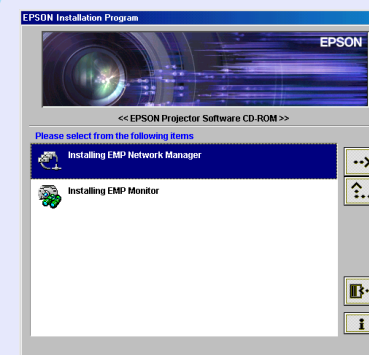 EPSON Installation Program
EPSON
<< EPSON Projector Software CD-ROM >>
Please select from the following items
Installing EMP Network Manager
Installing EMP Monitor